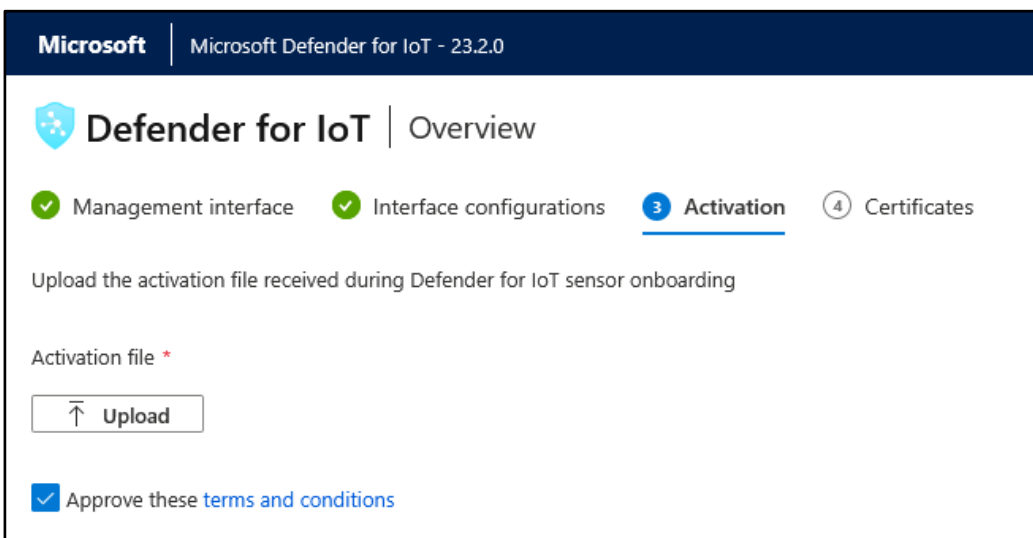 Microsoft Microsoft Defender for IoT - 23.2.0
Defender for IoT Overview
Management interface Interface configurations 3 Activation 4 Certificates
Upload the activation file received during Defender for IoT sensor onboarding
Activation file *
Upload
Approve these terms and conditions